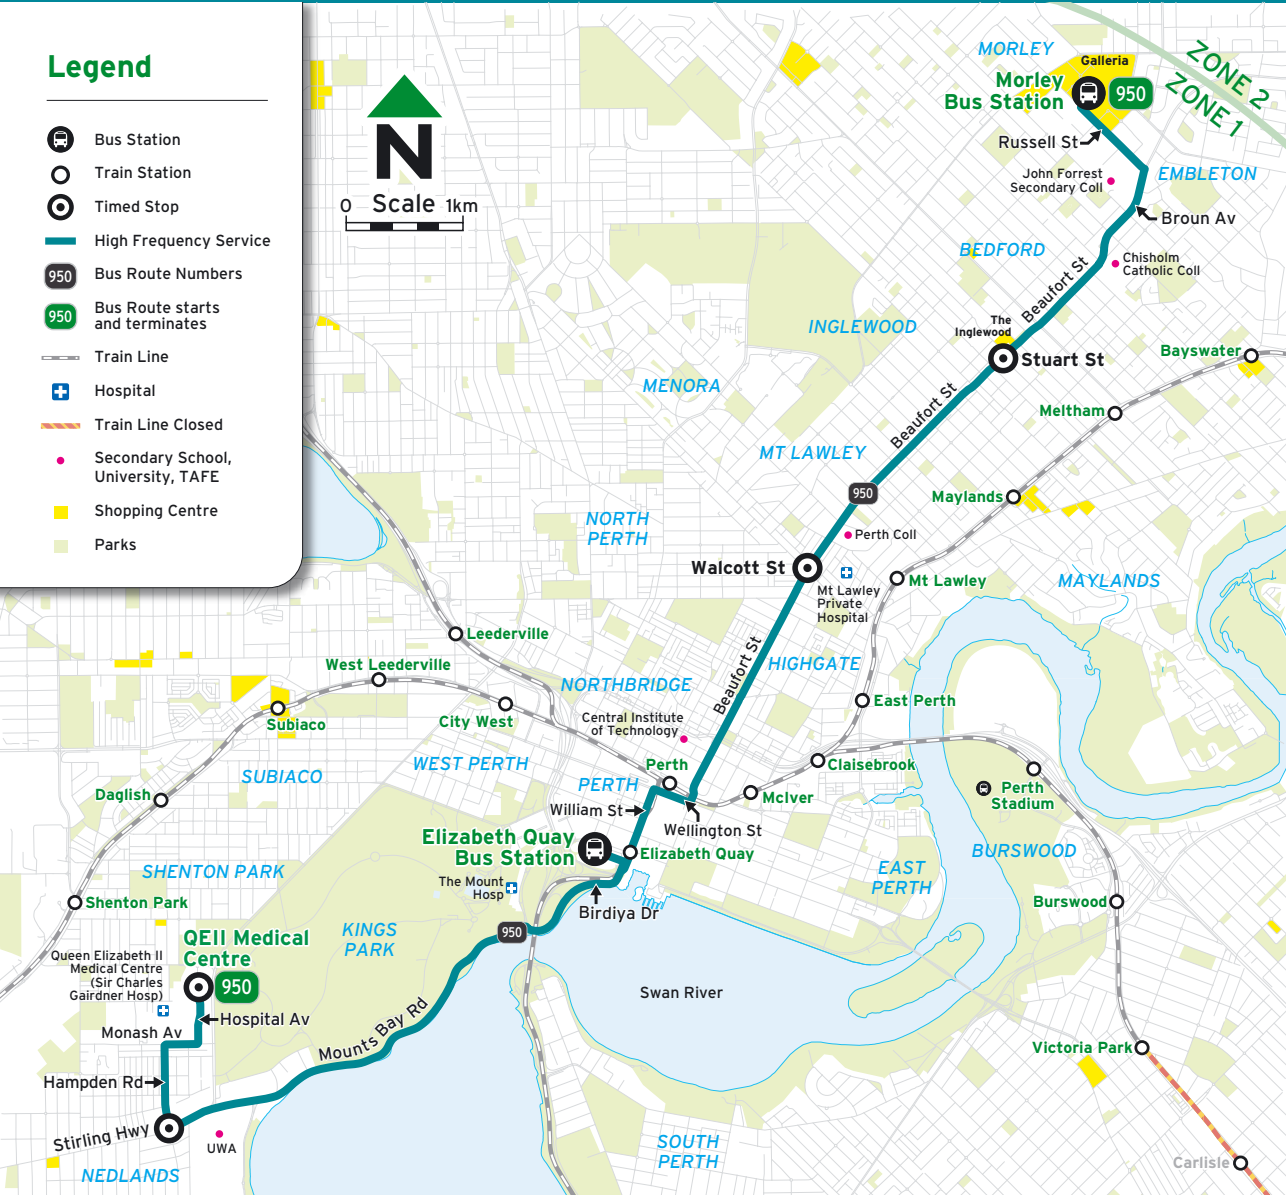 Legend
Bus Station
Train Station
Timed Stop
High Frequency Service
950 Bus Route Numbers
950 Bus Route starts
and terminates
Train Line
Hospital
Train Line Closed
Secondary School,
University, TAFE
Shopping Centre
Parks
N
0 Scale 1km
ZONE 2
ZONE 1
MORLEY
Galleria
Morley
Bus Station
950
Russell St
John Forrest
Secondary Coll
EMBLETON
Broun Av
BEDFORD
Chisholm
Catholic Coll
Beaufort St
INGLEWOOD
The
Inglewood
Stuart St
Bayswater
MENORA
Meltham
Beaufort St
MT LAWLEY
950
Maylands
NORTH
PERTH
Perth Coll
Walcott St
Mt Lawley
Private
Hospital
Mt Lawley
MAYLANDS
Leederville
West Leederville
Beaufort St
HIGHGATE
NORTHBRIDGE
East Perth
Subiaco
City West
Central Institute
of Technology
SUBIACO
WEST PERTH
Perth
Claisebrook
PERTH
Daglish
McIver
Perth
Stadium
William St
Wellington St
Elizabeth Quay
Bus Station
Elizabeth Quay
BURSWOOD
EAST
PERTH
SHENTON PARK
The Mount
Hosp
Shenton Park
Birdiya Dr
Burswood
950
KINGS
PARK
QEII Medical
Centre
950
Queen Elizabeth II
Medical Centre
(Sir Charles
Gairdner Hosp)
Swan River
Hospital Av
Monash Av
Mounts Bay Rd
Victoria Park
Hampden Rd
Stirling Hwy
UWA
SOUTH
PERTH
Carlisle
NEDLANDS